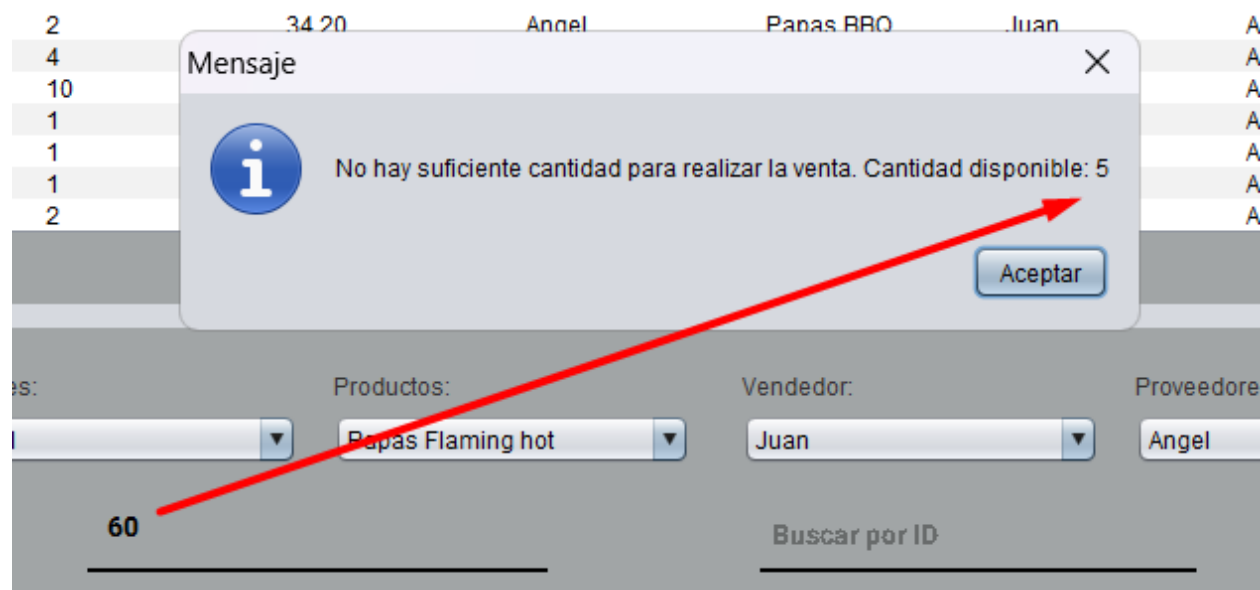 2 34.20 Angel Papas BBQ Juan A
4 A
10 A
1 A
1 A
1 A
2 A
Mensaje
No hay suficiente cantidad para realizar la venta. Cantidad disponible: 5
Aceptar
es: Productos: Vendedor: Proveedore
Papas Flaming hot Juan Angel
60 Buscar por ID